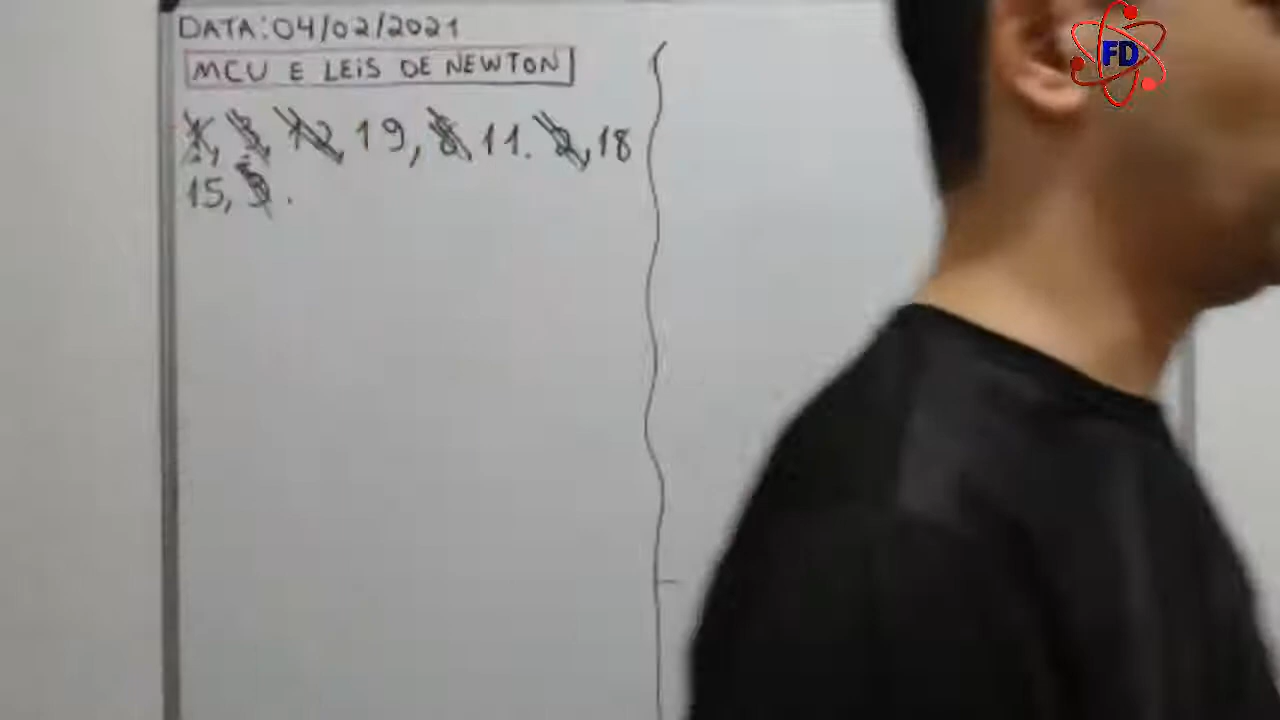 DATA: 04/02/2021
MCU E LEIS DE NEWTON
1, 3, 12 19, 8 11. 2, 18
15, 5.
FD